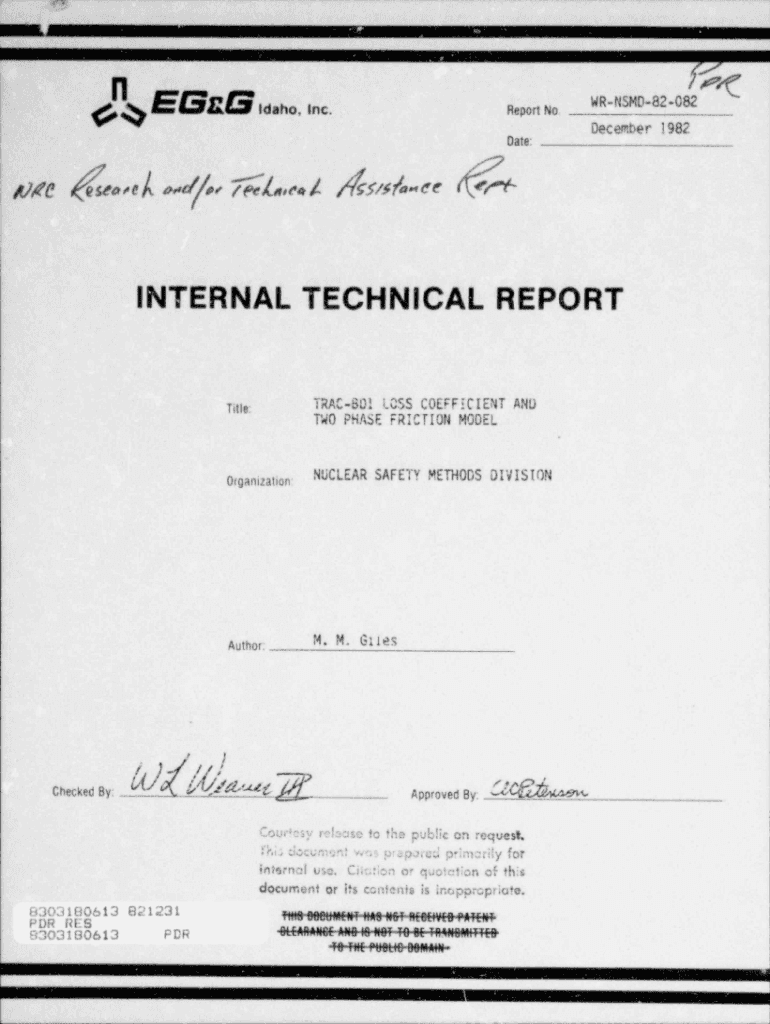 PDR
EG&G Idaho, Inc.
Report No. WR-NSMD-82-082
Date: December 1982
NRC Research and/or Technical Assistance Rept
INTERNAL TECHNICAL REPORT
Title: TRAC-BD1 LOSS COEFFICIENT AND
TWO PHASE FRICTION MODEL
Organization: NUCLEAR SAFETY METHODS DIVISION
Author: M. M. Giles
Checked By: W L Weaver III
Approved By: ACPeterson
Courtesy release to the public on request.
This document was prepared primarily for
internal use. Citation or quotation of this
document or its contents is inappropriate.
8303180613 821231
PDR RES
8303180613 PDR
THIS DOCUMENT HAS NOT RECEIVED PATENT
CLEARANCE AND IS NOT TO BE TRANSMITTED
TO THE PUBLIC DOMAIN